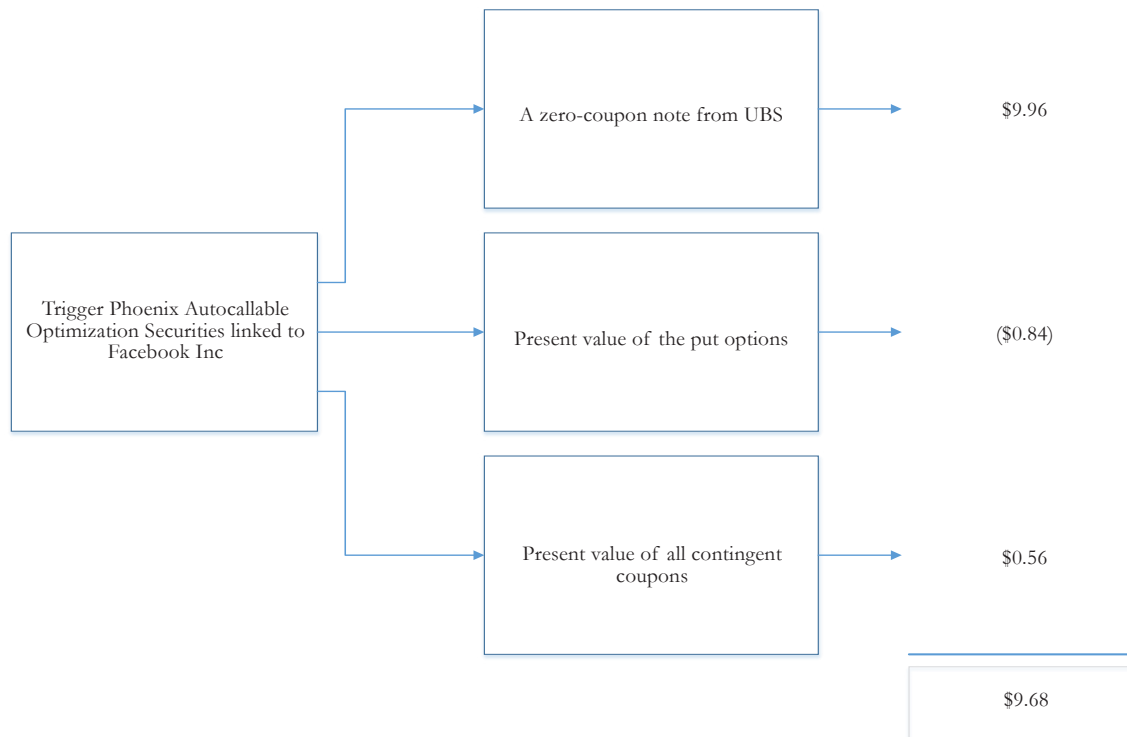 A zero-coupon note from UBS
$9.96
Trigger Phoenix Autocallable
Optimization Securities linked to
Facebook Inc
Present value of the put options
($0.84)
Present value of all contingent
coupons
$0.56
$9.68